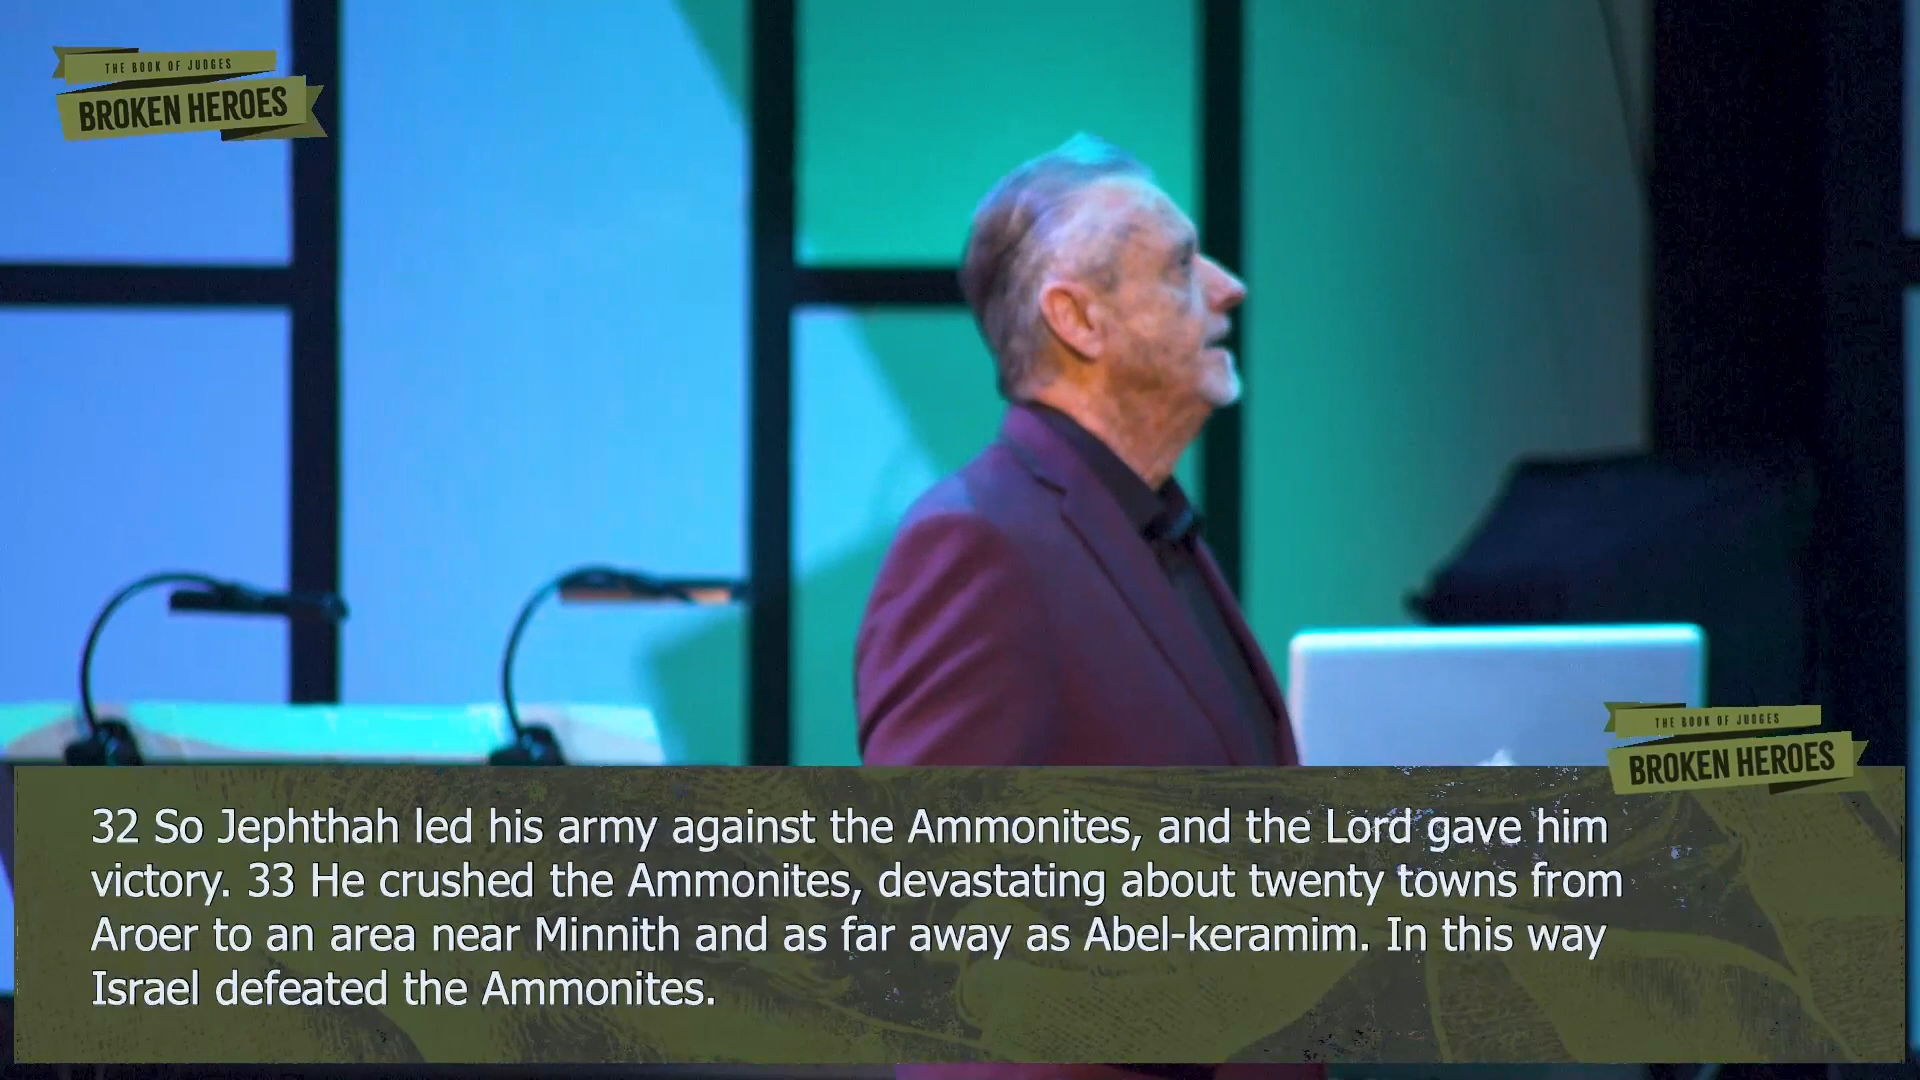 THE BOOK OF JUDGES
BROKEN HEROES
THE BOOK OF JUDGES
BROKEN HEROES
32 So Jephthah led his army against the Ammonites, and the Lord gave him
victory. 33 He crushed the Ammonites, devastating about twenty towns from
Aroer to an area near Minnith and as far away as Abel-keramim. In this way
Israel defeated the Ammonites.